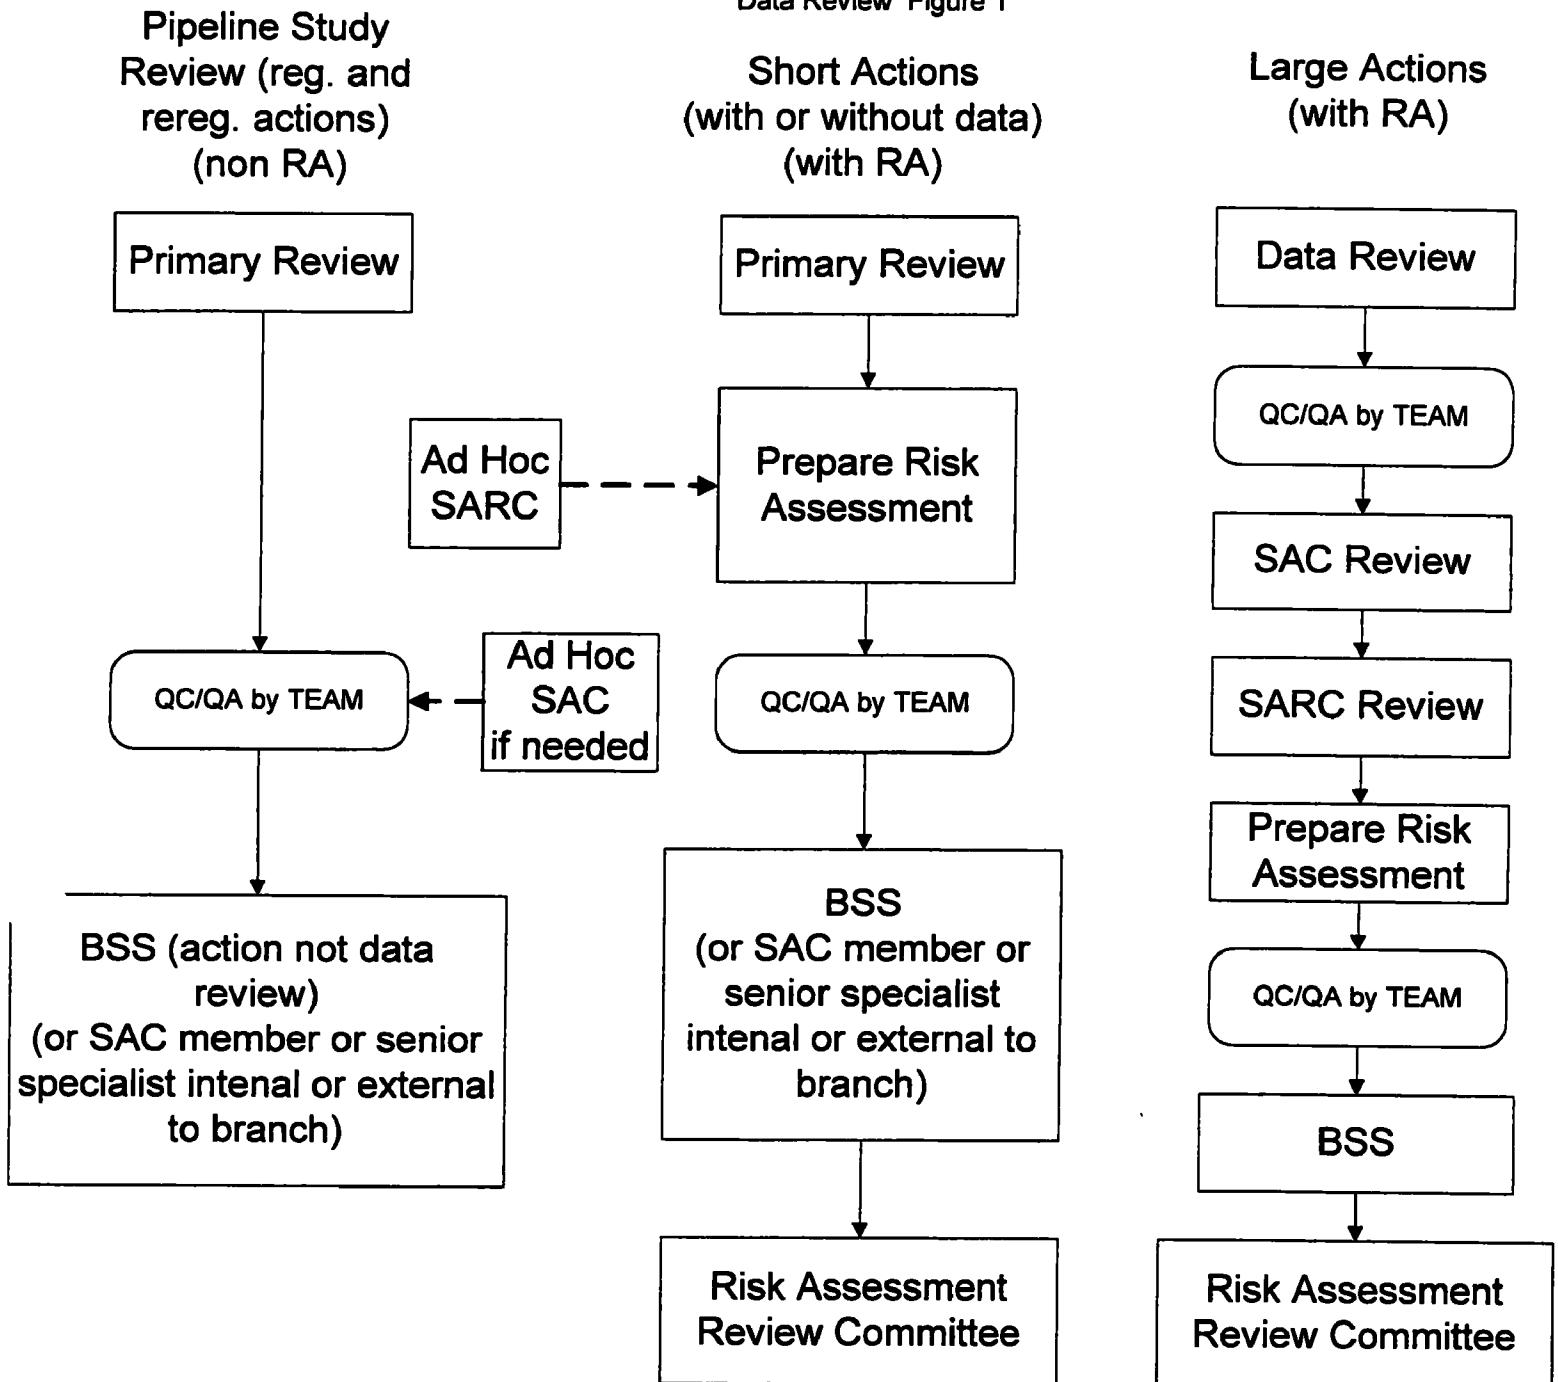 Data Review Figure 1
Pipeline Study
Review (reg. and
rereg. actions)
(non RA)
Primary Review
QC/QA by TEAM
Ad Hoc
SAC
if needed
BSS (action not data
review)
(or SAC member or senior
specialist intenal or external
to branch)
Short Actions
(with or without data)
(with RA)
Primary Review
Ad Hoc
SARC
Prepare Risk
Assessment
QC/QA by TEAM
BSS
(or SAC member or
senior specialist
intenal or external to
branch)
Risk Assessment
Review Committee
Large Actions
(with RA)
Data Review
QC/QA by TEAM
SAC Review
SARC Review
Prepare Risk
Assessment
QC/QA by TEAM
BSS
Risk Assessment
Review Committee